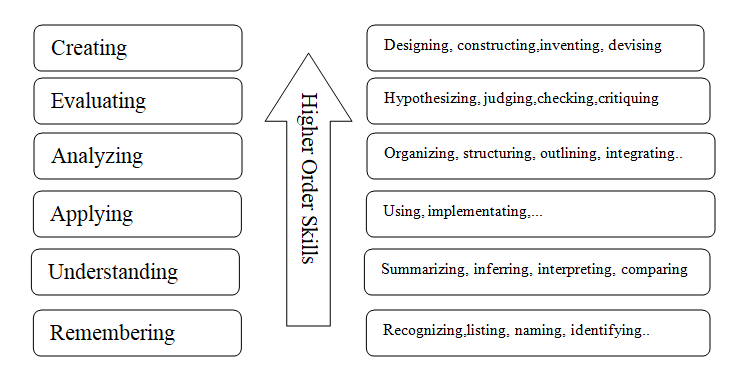 Creating
Designing, constructing,inventing, devising
Evaluating
Hypothesizing, judging,checking,critiquing
Analyzing
Organizing, structuring, outlining, integrating..
Applying
Using, implementating,...
Understanding
Summarizing, inferring, interpreting, comparing
Remembering
Recognizing,listing, naming, identifying..
Higher Order Skills